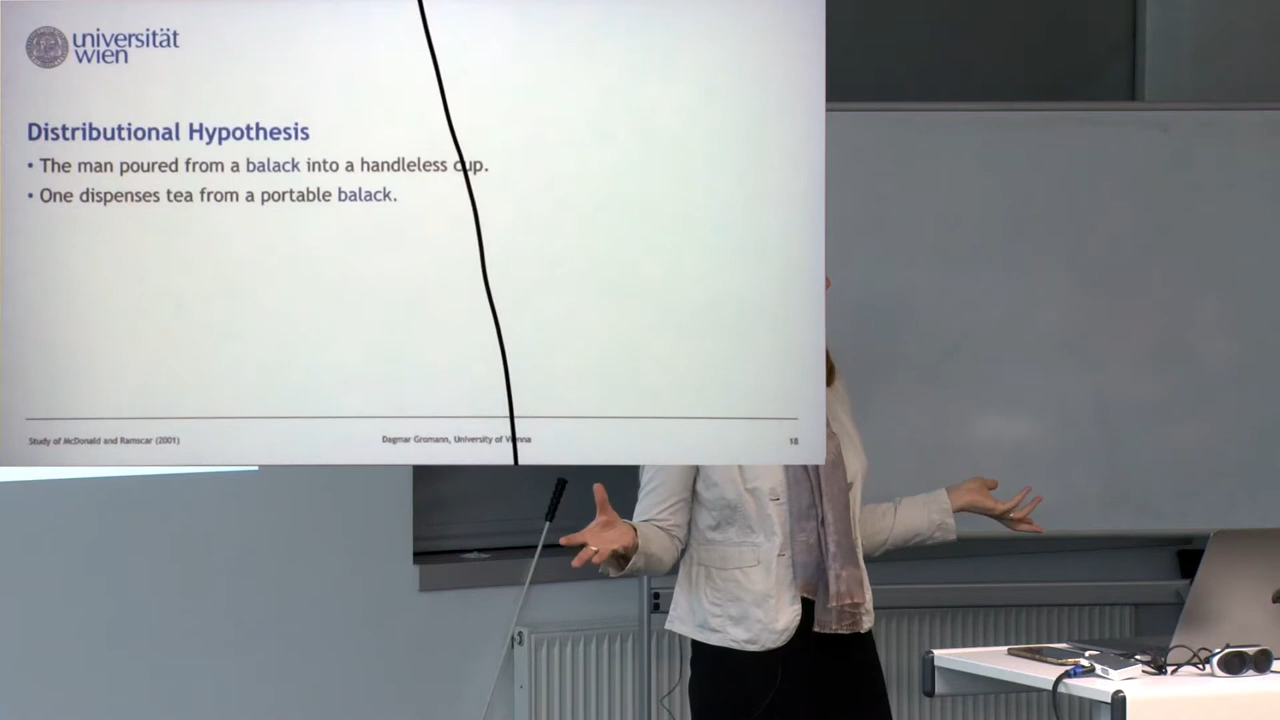 universität
wien
Distributional Hypothesis
• The man poured from a balack into a handleless cup.
• One dispenses tea from a portable balack.
Study of McDonald and Ramscar (2001)
Dagmar Gromann, University of Vienna
18